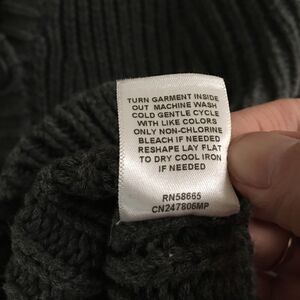 TURN GARMENT INSIDE
OUT MACHINE WASH
COLD GENTLE CYCLE
WITH LIKE COLORS
ONLY NON-CHLORINE
BLEACH IF NEEDED
RESHAPE LAY FLAT
TO DRY COOL IRON
IF NEEDED
RN58665
CN247806MP